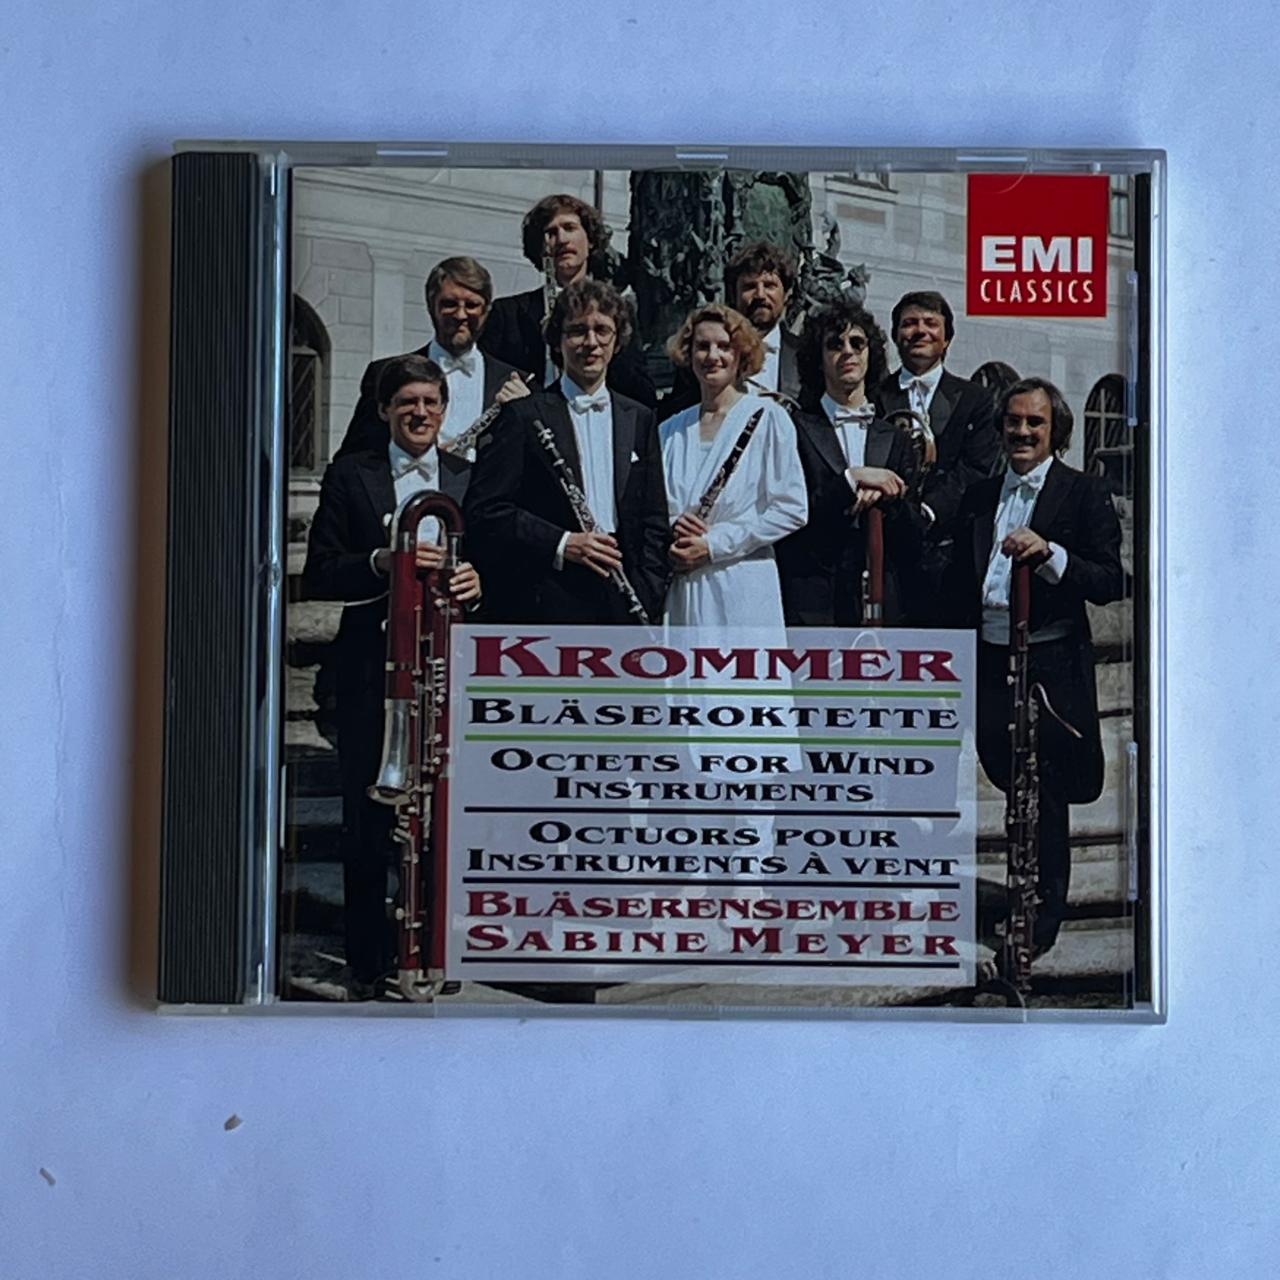 EMI
CLASSICS
KROMMER
BLÄSEROKTETTE
OCTETS FOR WIND
INSTRUMENTS
OCTUORS POUR
INSTRUMENTS À VENT
BLÄSERENSEMBLE
SABINE MEYER